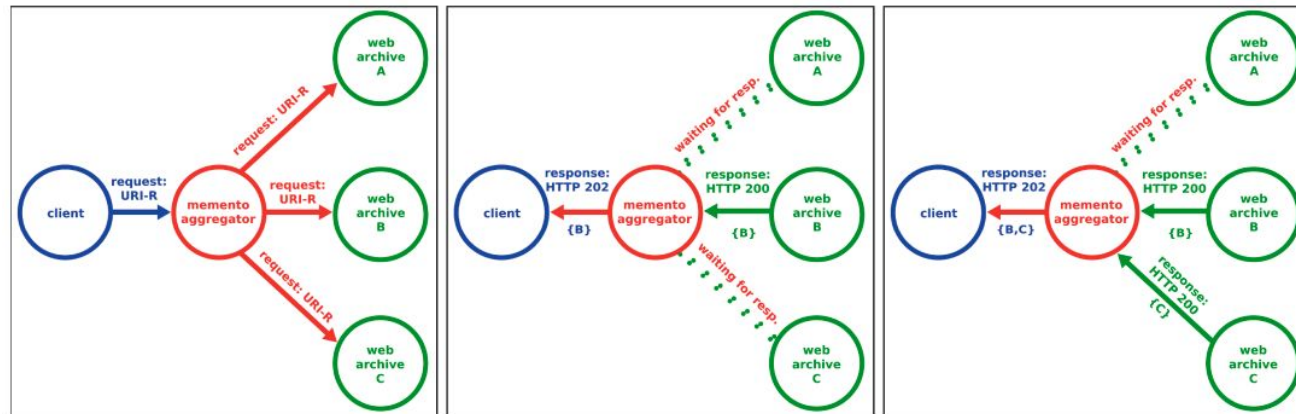 web
archive
A
request: URI-R
request:
URI-R
client
memento
aggregator
request:
URI-R
web
archive
B
request: URI-R
web
archive
C
web
archive
A
waiting for resp.
response:
HTTP 202
client
{B}
memento
aggregator
response:
HTTP 200
{B}
web
archive
B
waiting for resp.
web
archive
C
web
archive
A
waiting for resp.
response:
HTTP 202
client
{B,C}
memento
aggregator
response:
HTTP 200
{B}
web
archive
B
response:
HTTP 200
{C}
web
archive
C